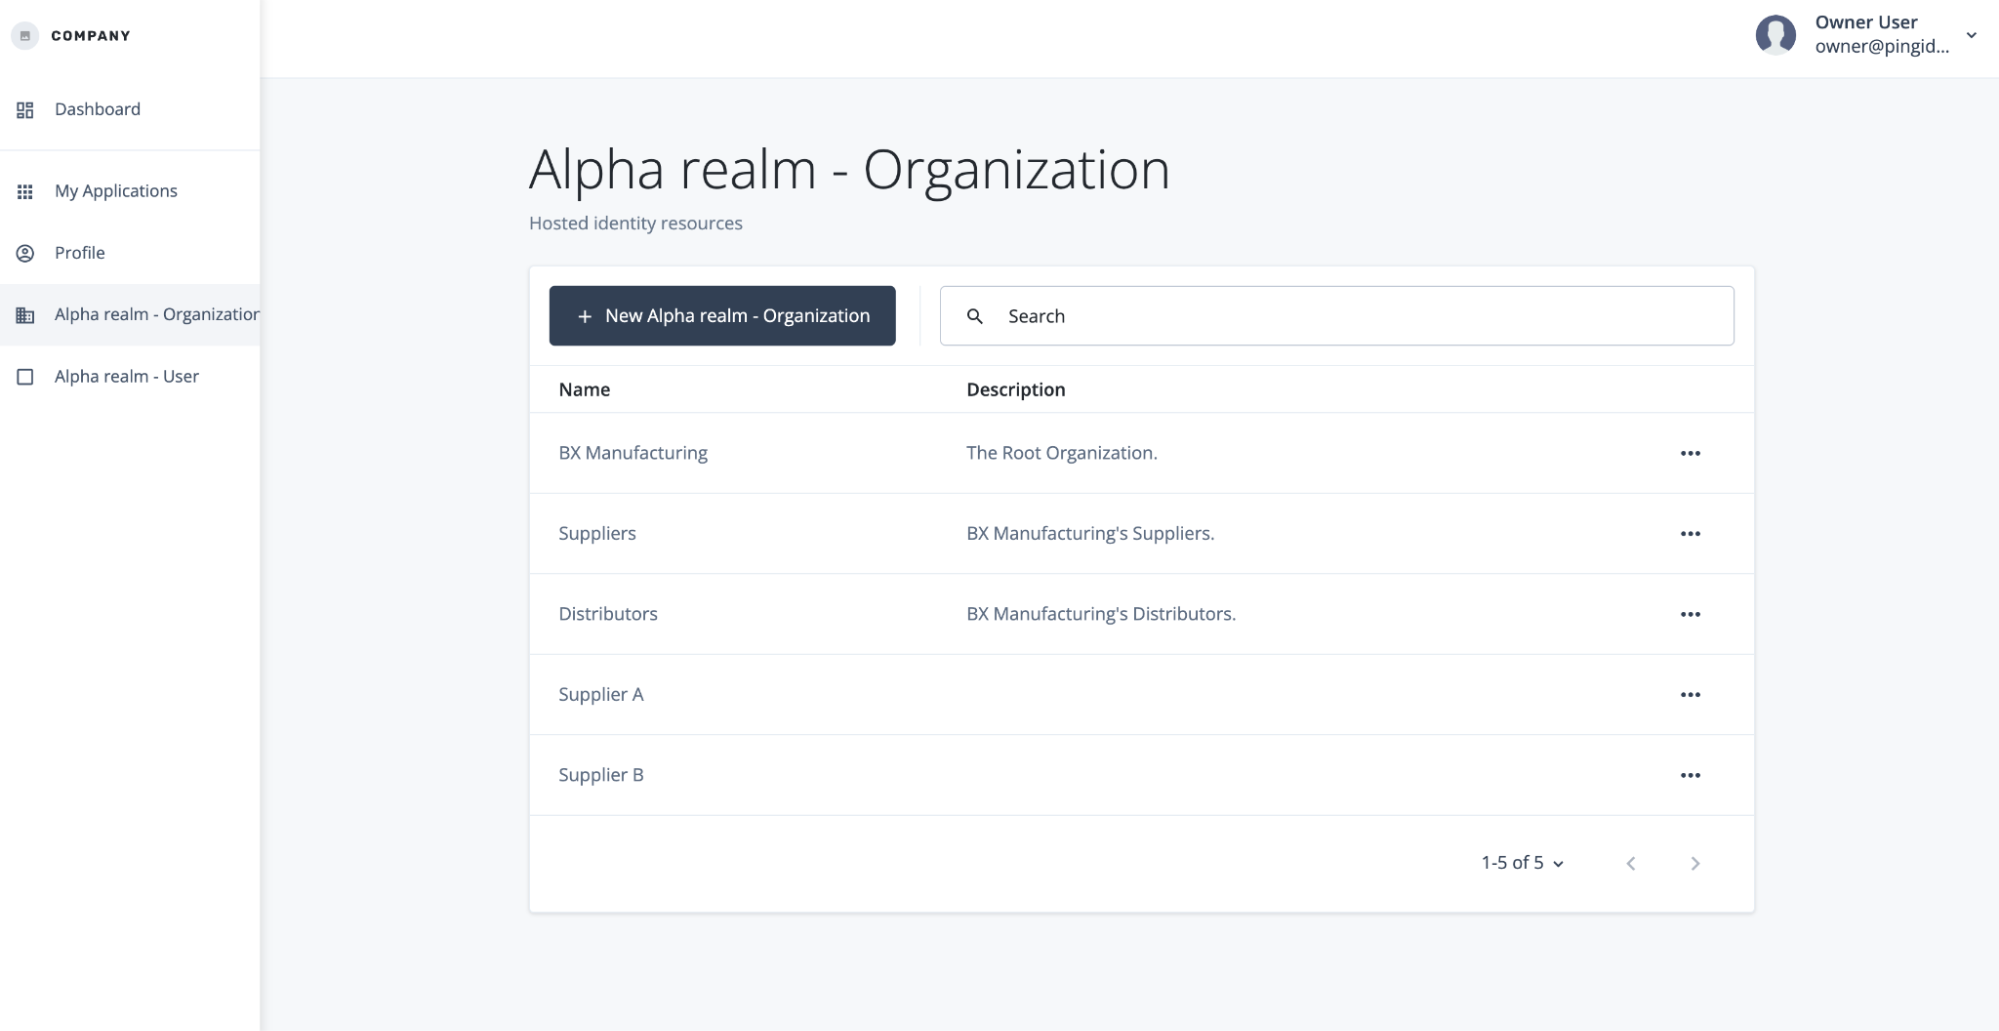 COMPANY
Owner User
owner@pingid...
Dashboard
My Applications
Profile
Alpha realm - Organization
Alpha realm - User
Alpha realm - Organization
Hosted identity resources
+ New Alpha realm - Organization
Search
Name Description
BX Manufacturing The Root Organization.
Suppliers BX Manufacturing's Suppliers.
Distributors BX Manufacturing's Distributors.
Supplier A
Supplier B
1-5 of 5